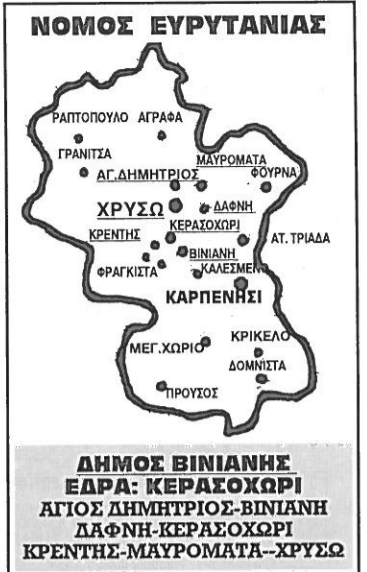 ΝΟΜΟΣ ΕΥΡΥΤΑΝΙΑΣ
ΡΑΠΤΟΠΟΥΛΟ ΑΓΡΑΦΑ
ΓΡΑΝΙΤΣΑ
ΜΑΥΡΟΜΑΤΑ
ΑΓ.ΔΗΜΗΤΡΙΟΣ
ΦΟΥΡΝΑ
ΧΡΥΣΩ
ΔΑΦΝΗ
ΚΕΡΑΣΟΧΩΡΙ
ΚΡΕΝΤΗΣ
ΑΤ. ΤΡΙΑΔΑ
ΒΙΝΙΑΝΗ
ΦΡΑΓΚΙΣΤΑ
ΚΑΛΕΣΜΕΝΟ
ΚΑΡΠΕΝΗΣΙ
ΚΡΙΚΕΛΟ
ΜΕΓ.ΧΩΡΙΟ
ΔΟΜΝΙΣΤΑ
ΠΡΟΥΣΟΣ
ΔΗΜΟΣ ΒΙΝΙΑΝΗΣ
ΕΔΡΑ: ΚΕΡΑΣΟΧΩΡΙ
ΑΓΙΟΣ ΔΗΜΗΤΡΙΟΣ-ΒΙΝΙΑΝΗ
ΔΑΦΝΗ-ΚΕΡΑΣΟΧΩΡΙ
ΚΡΕΝΤΗΣ-ΜΑΥΡΟΜΑΤΑ--ΧΡΥΣΩ